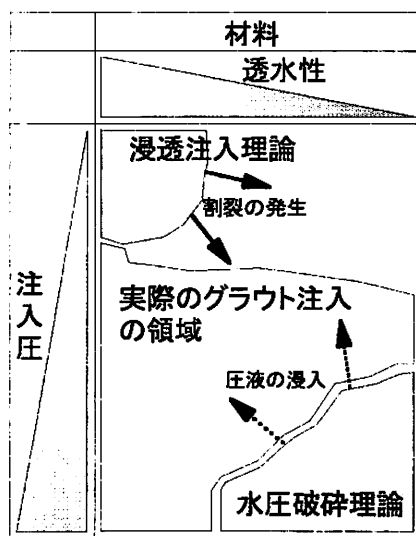 材料
透水性
注入圧
浸透注入理論
割裂の発生
実際のグラウト注入
の領域
圧液の浸入
水圧破砕理論